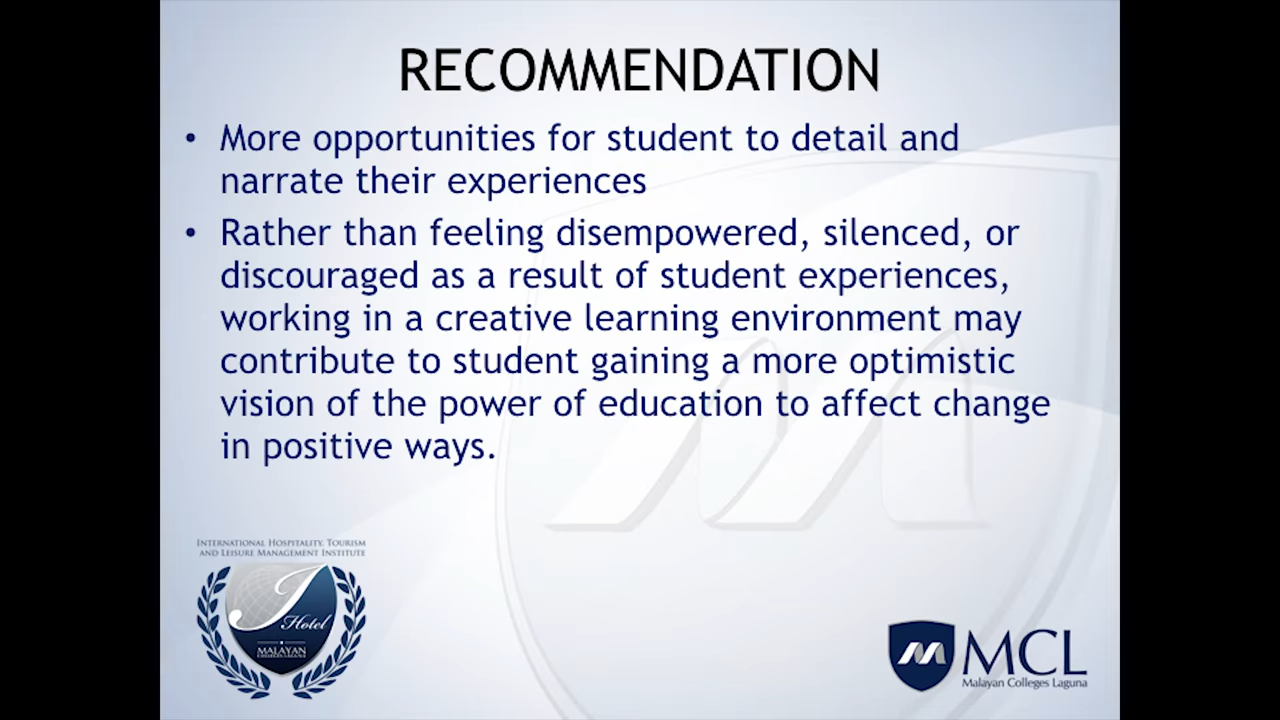 RECOMMENDATION
• More opportunities for student to detail and
narrate their experiences
• Rather than feeling disempowered, silenced, or
discouraged as a result of student experiences,
working in a creative learning environment may
contribute to student gaining a more optimistic
vision of the power of education to affect change
in positive ways.
INTERNATIONAL HOSPITALITY, TOURISM
AND LEISURE MANAGEMENT INSTITUTE
I Hotel
MALAYAN
COLLEGES LAGUNA
MCL
Malayan Colleges Laguna